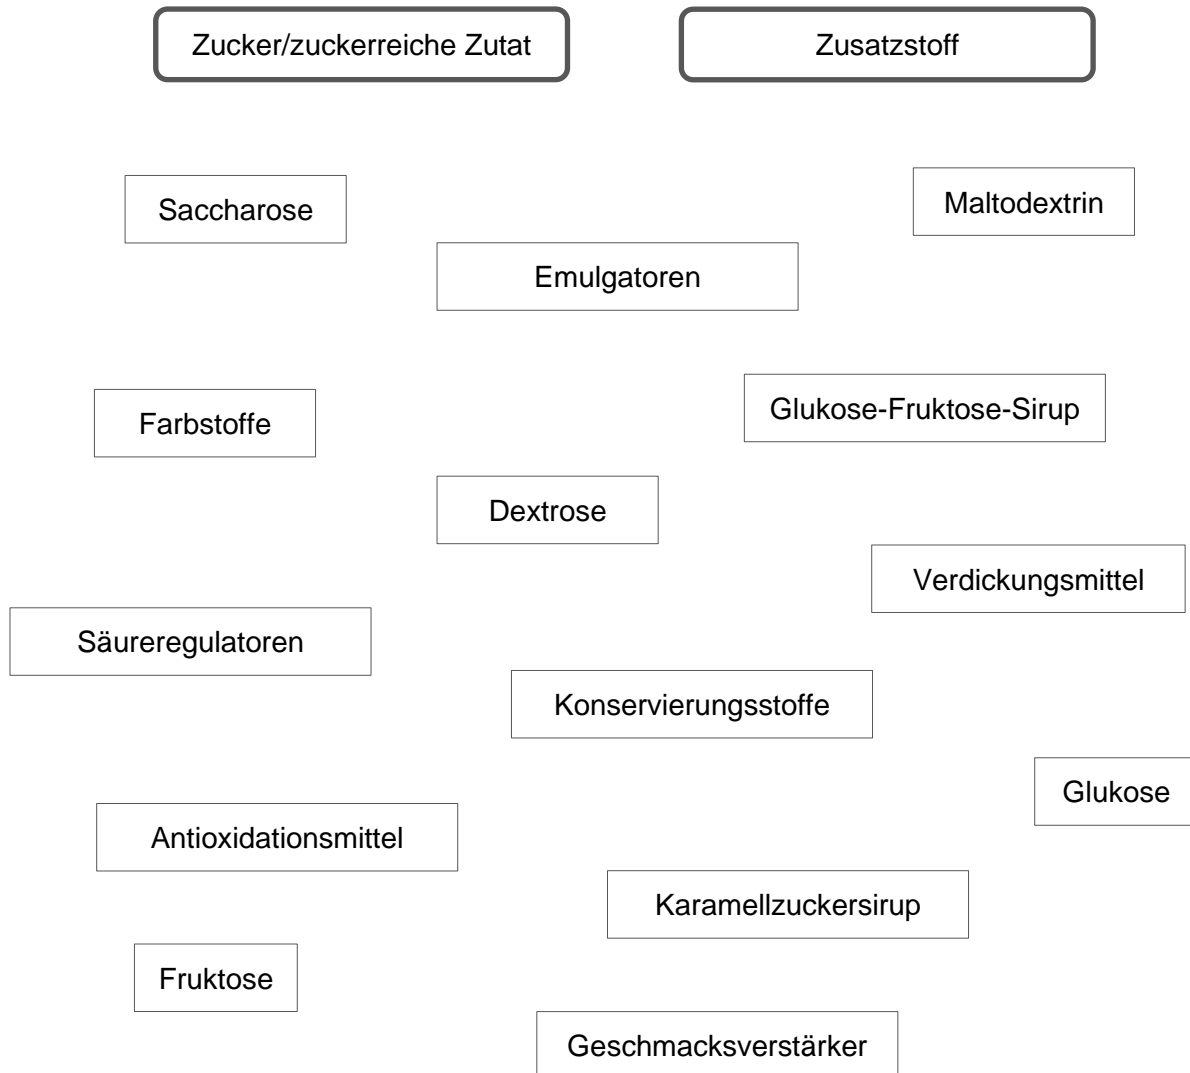 Zucker/zuckerreiche Zutat
Zusatzstoff
Saccharose
Maltodextrin
Emulgatoren
Farbstoffe
Glukose-Fruktose-Sirup
Dextrose
Verdickungsmittel
Säureregulatoren
Konservierungsstoffe
Glukose
Antioxidationsmittel
Karamellzuckersirup
Fruktose
Geschmacksverstärker